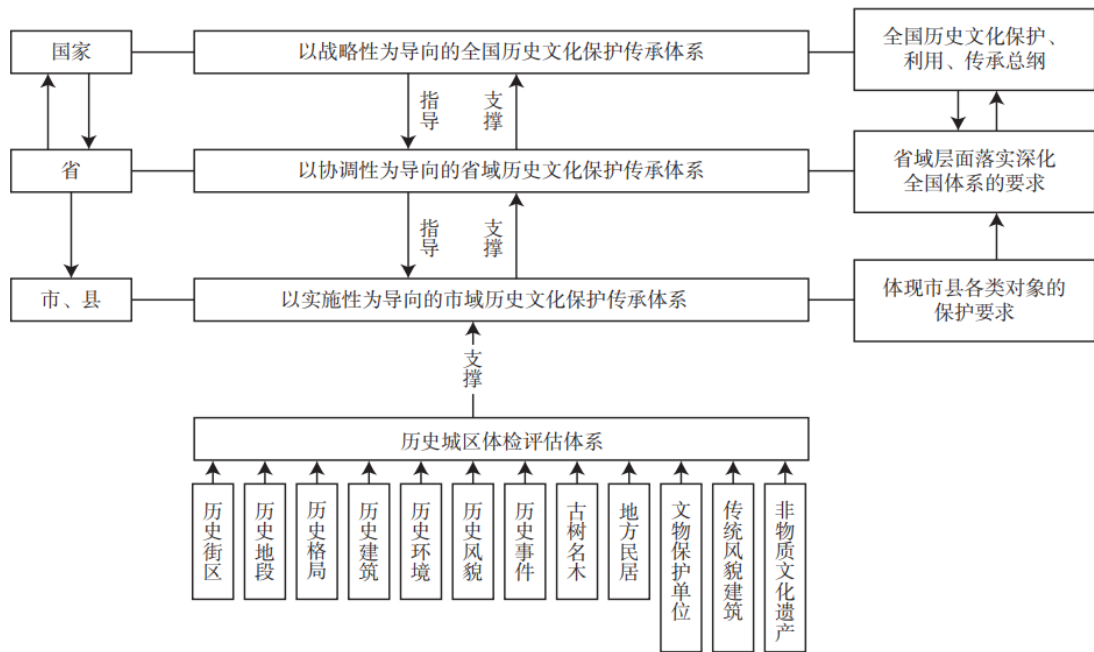 国家
以战略性为导向的全国历史文化保护传承体系
全国历史文化保护、
利用、传承总纲
指导
支撑
省
以协调性为导向的省域历史文化保护传承体系
省域层面落实深化
全国体系的要求
指导
支撑
市、县
以实施性为导向的市域历史文化保护传承体系
体现市县各类对象的
保护要求
支撑
历史城区体检评估体系
历史街区
历史地段
历史格局
历史建筑
历史环境
历史风貌
历史事件
古树名木
地方民居
文物保护单位
传统风貌建筑
非物质文化遗产